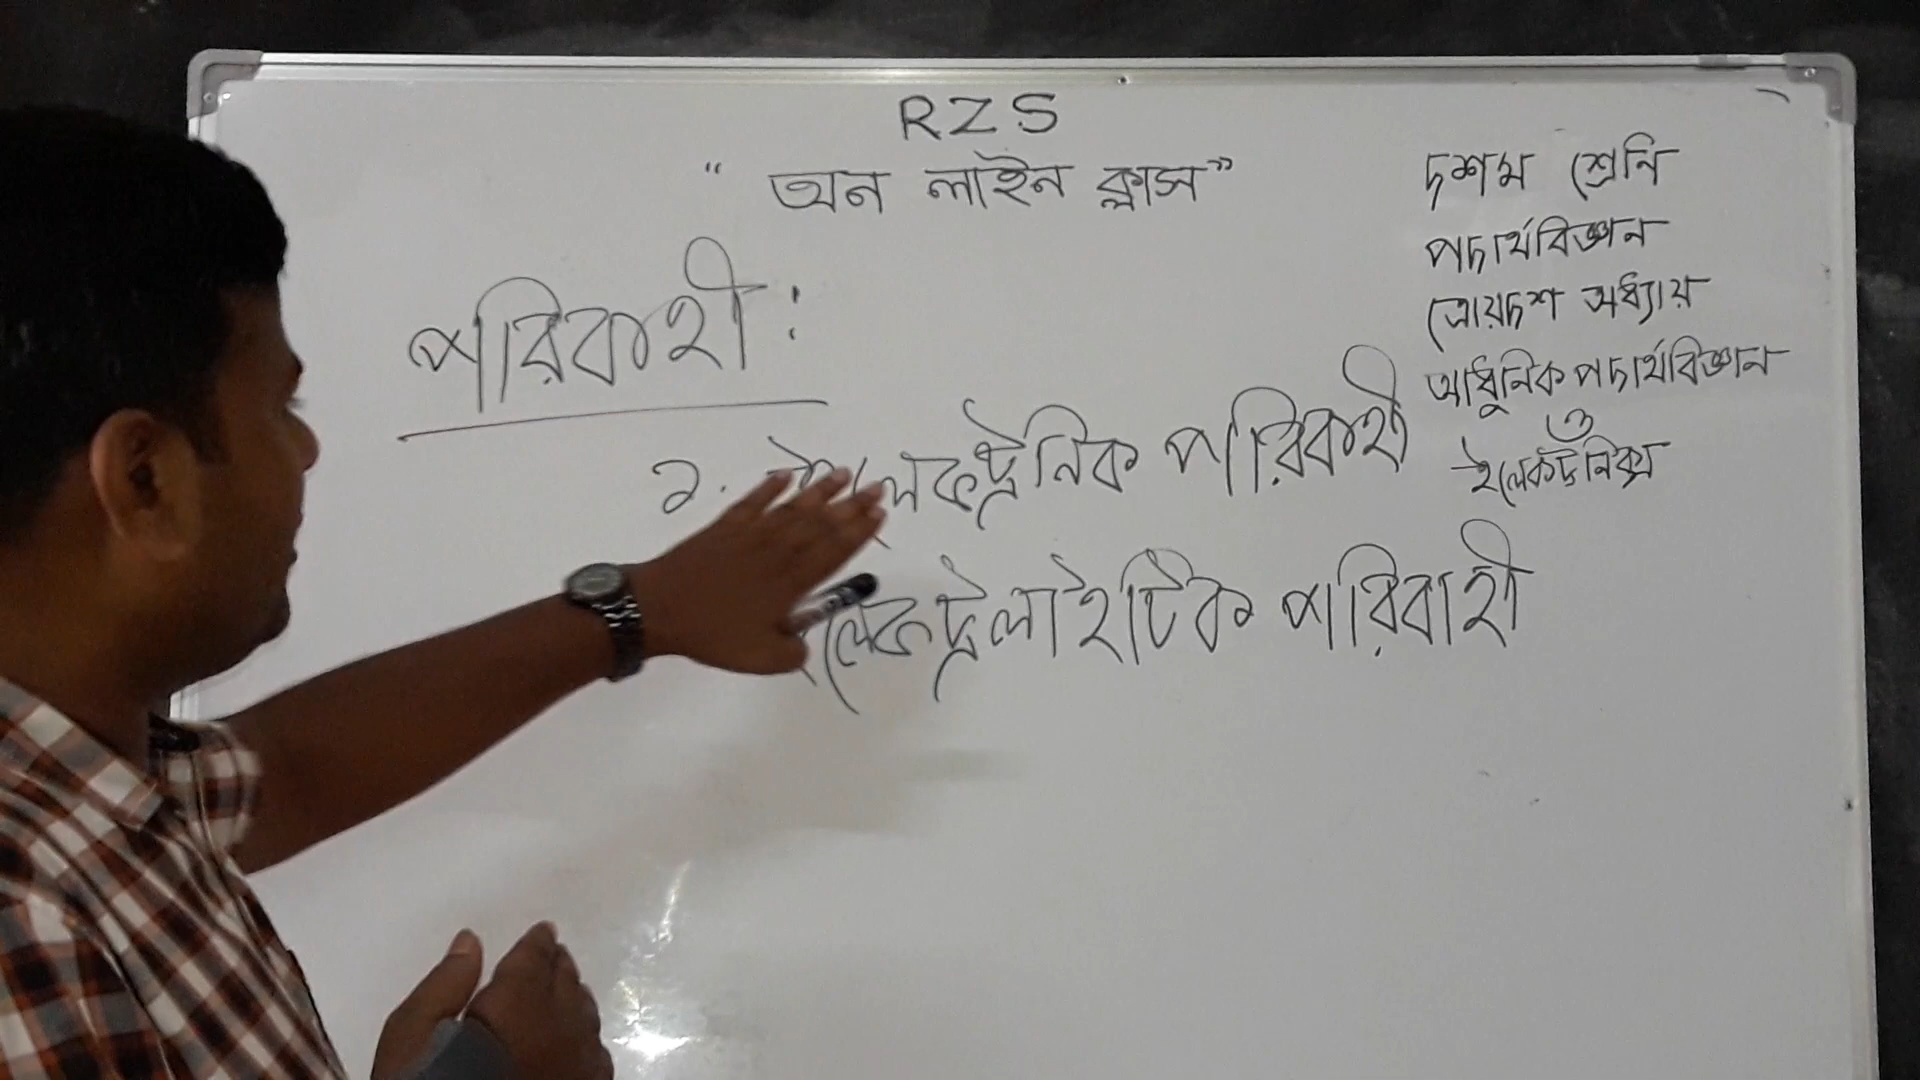 RZS
“ অন লাইন ক্লাস”
দশম শ্রেনি
পদার্থবিজ্ঞান
ত্রোয়দশ অধ্যায়
আধুনিক পদার্থবিজ্ঞান
ও
ইলেকট্রনিক্স
পরিবাহী :
১. ইলেকট্রনিক পরিবাহী
ইলেকট্রলাইটিক পরিবাহী